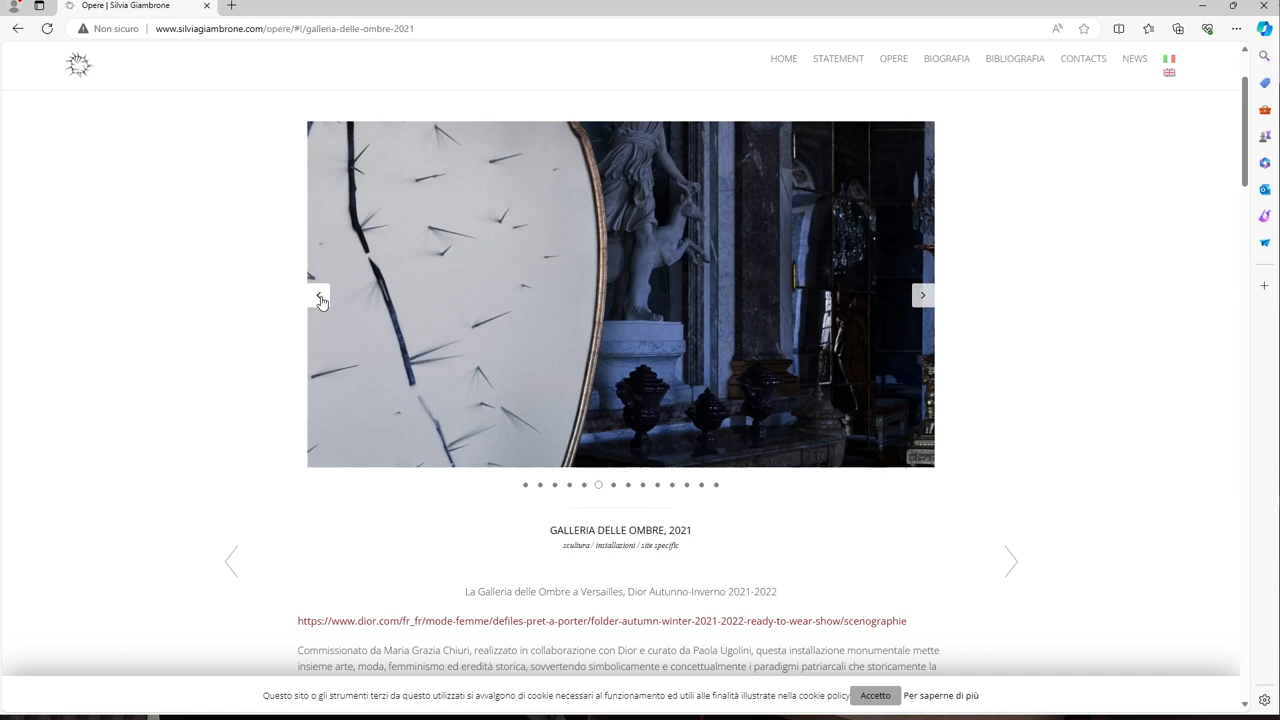 Opere | Silvia Giambrone
Non sicuro
www.silviagiambrone.com/opere/#!/galleria-delle-ombre-2021
HOME STATEMENT OPERE BIOGRAFIA BIBLIOGRAFIA CONTACTS NEWS
GALLERIA DELLE OMBRE, 2021
scultura / installazioni / site specific
La Galleria delle Ombre a Versailles, Dior Autunno-Inverno 2021-2022
https://www.dior.com/fr_fr/mode-femme/defiles-pret-a-porter/folder-autumn-winter-2021-2022-ready-to-wear-show/scenographie
Commissionato da Maria Grazia Chiuri, realizzato in collaborazione con Dior e curato da Paola Ugolini, questa installazione monumentale mette
insieme arte, moda, femminismo ed eredità storica, sovvertendo simbolicamente e concettualmente i paradigmi patriarcali che storicamente la
Questo sito o gli strumenti terzi da questo utilizzati si avvalgono di cookie necessari al funzionamento ed utili alle finalità illustrate nella cookie policy Accetto Per saperne di più